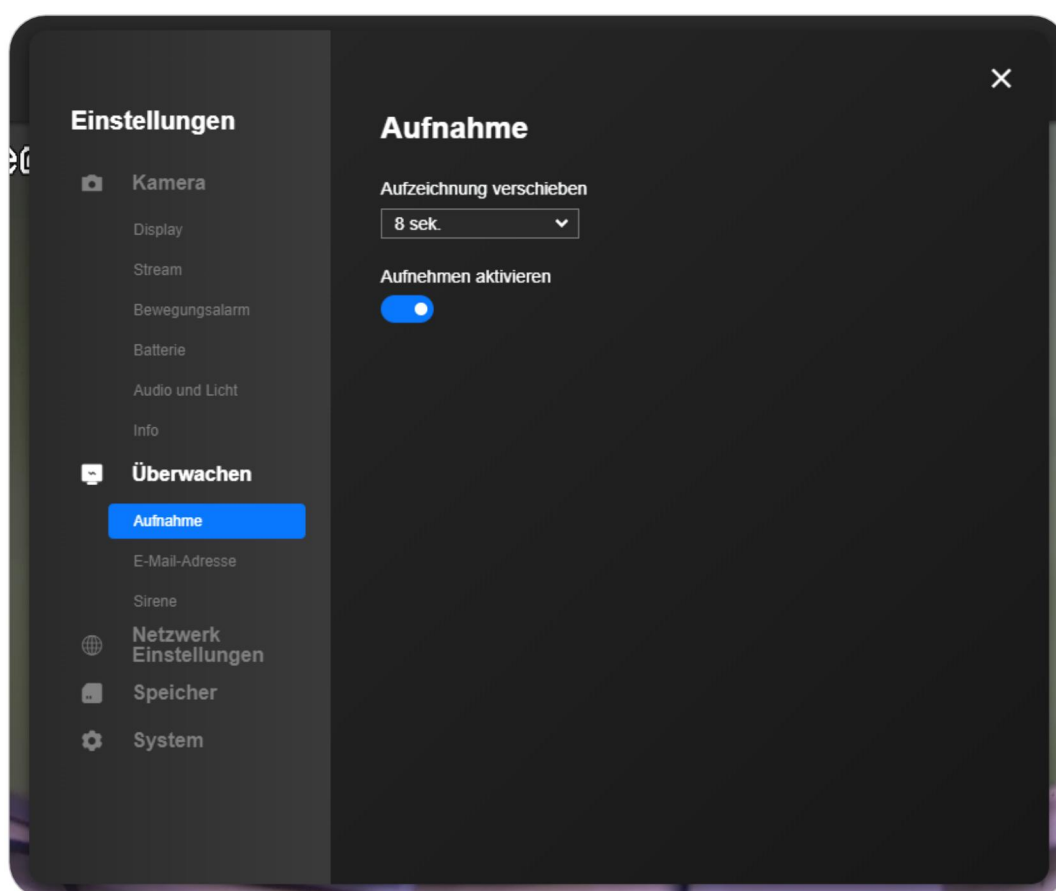 Einstellungen
Kamera
Display
Stream
Bewegungsalarm
Batterie
Audio und Licht
Info
Überwachen
Aufnahme
E-Mail-Adresse
Sirene
Netzwerk
Einstellungen
Speicher
System
Aufnahme
Aufzeichnung verschieben
8 sek.
Aufnehmen aktivieren